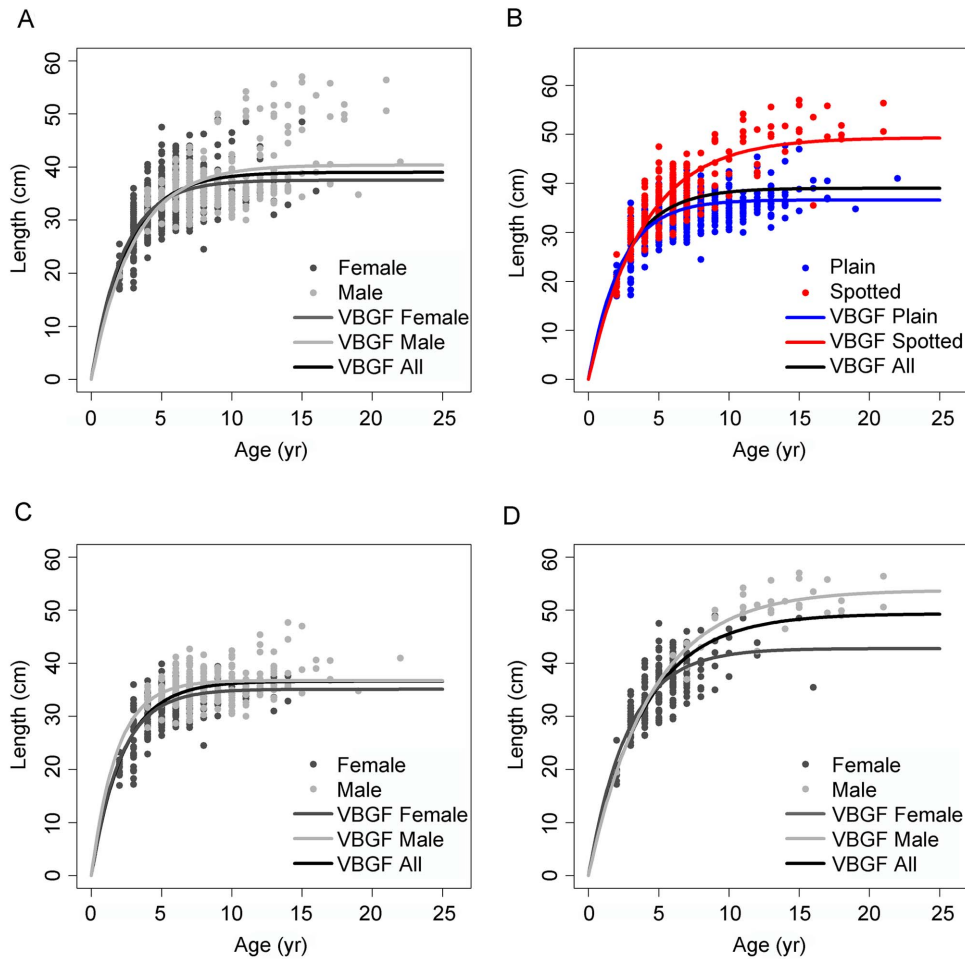 A
60
50
40
30
20
10
0
Length (cm)
Female
Male
VBGF Female
VBGF Male
VBGF All
0 5 10 15 20 25
Age (yr)
B
60
50
40
30
20
10
0
Length (cm)
Plain
Spotted
VBGF Plain
VBGF Spotted
VBGF All
0 5 10 15 20 25
Age (yr)
C
60
50
40
30
20
10
0
Length (cm)
Female
Male
VBGF Female
VBGF Male
VBGF All
0 5 10 15 20 25
Age (yr)
D
60
50
40
30
20
10
0
Length (cm)
Female
Male
VBGF Female
VBGF Male
VBGF All
0 5 10 15 20 25
Age (yr)